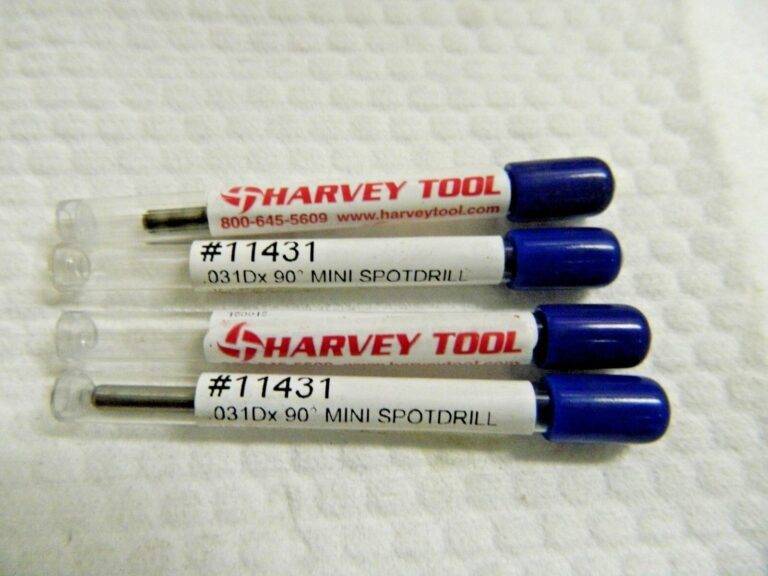 HARVEY TOOL
800-645-5609 www.harveytool.com
#11431
.031Dx 90° MINI SPOTDRILL
HARVEY TOOL
#11431
.031Dx 90° MINI SPOTDRILL